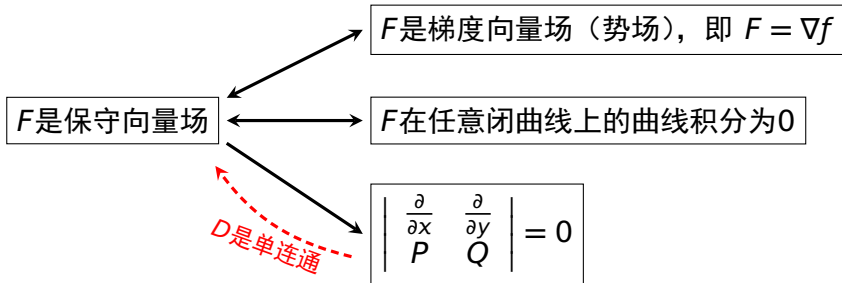 F是梯度向量场（势场），即 F = ∇f
F是保守向量场
F在任意闭曲线上的曲线积分为0
D是单连通
| ∂/∂x ∂/∂y |
| P Q | = 0